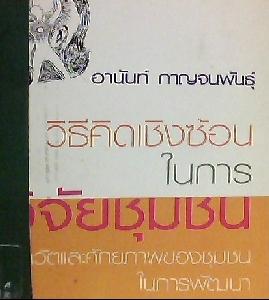 อานันท์ กาญจนพันธุ์
วิธีคิดเชิงซ้อน
ในการ
วิจัยชุมชน
วัตและศักยภาพของชุมชน
ในการพัฒนา